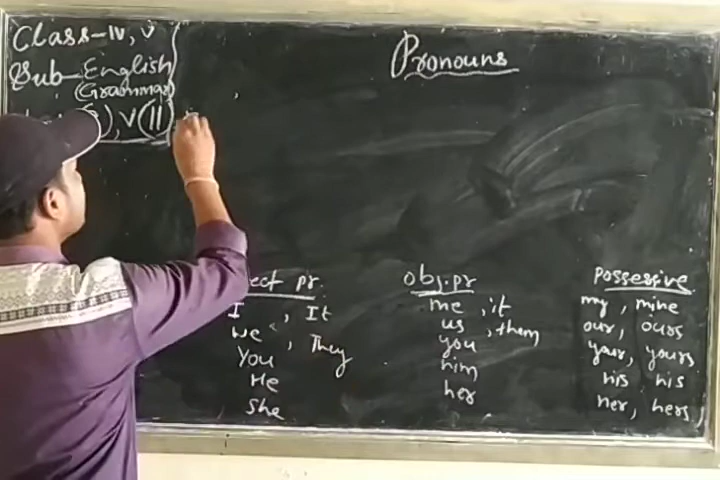 Class-IV, V
Sub-English
(Grammar)
V(11)
Pronouns
pr.
I, It
We, They
You
He
She
obj.pr
me, it
us, them
you
him
her
Possessive
my, mine
our, ours
your, yours
his his
her, hers,